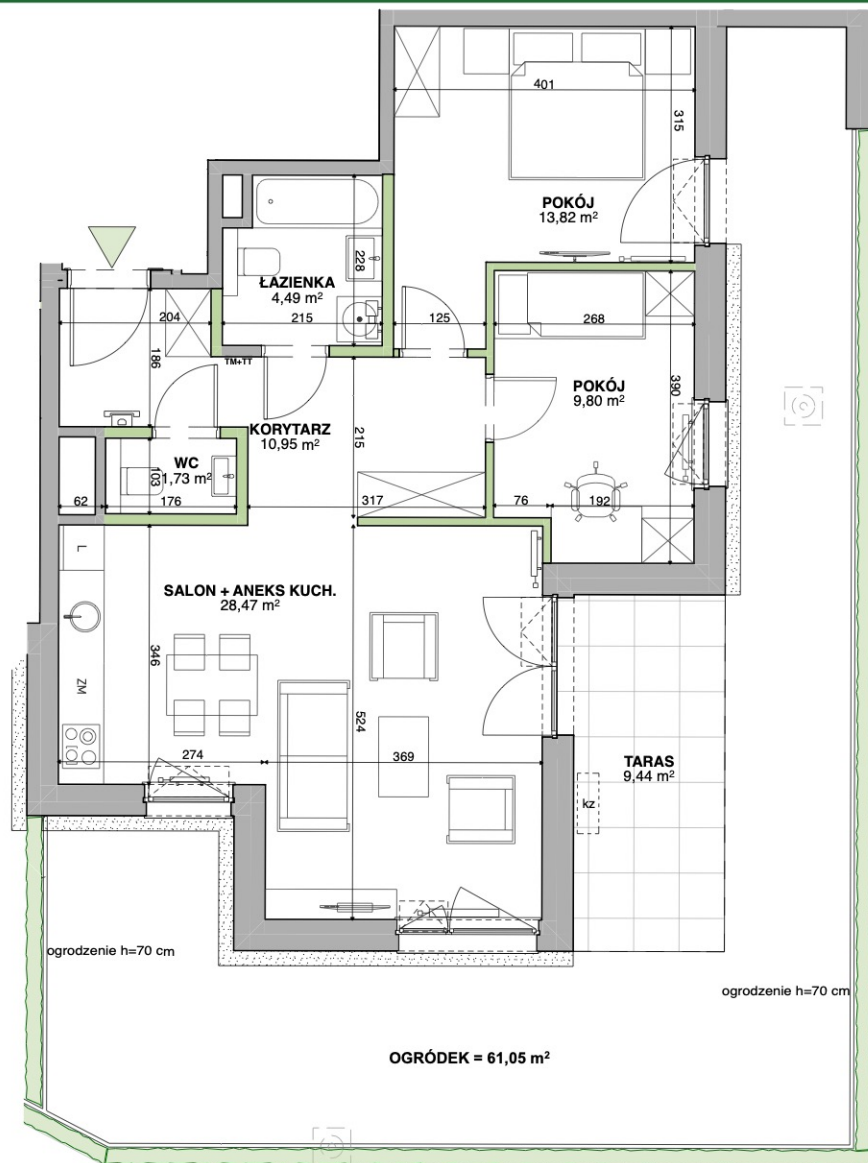 401
315
POKÓJ
13,82 m²
228
ŁAZIENKA
4,49 m²
215
204
186
125
268
TM+TT
POKÓJ
9,80 m²
390
KORYTARZ
10,95 m²
215
WC
1,73 m²
103
62
176
317
76
192
L
SALON + ANEKS KUCH.
28,47 m²
346
ZM
524
274
369
TARAS
9,44 m²
kz
ogrodzenie h=70 cm
ogrodzenie h=70 cm
OGRÓDEK = 61,05 m²